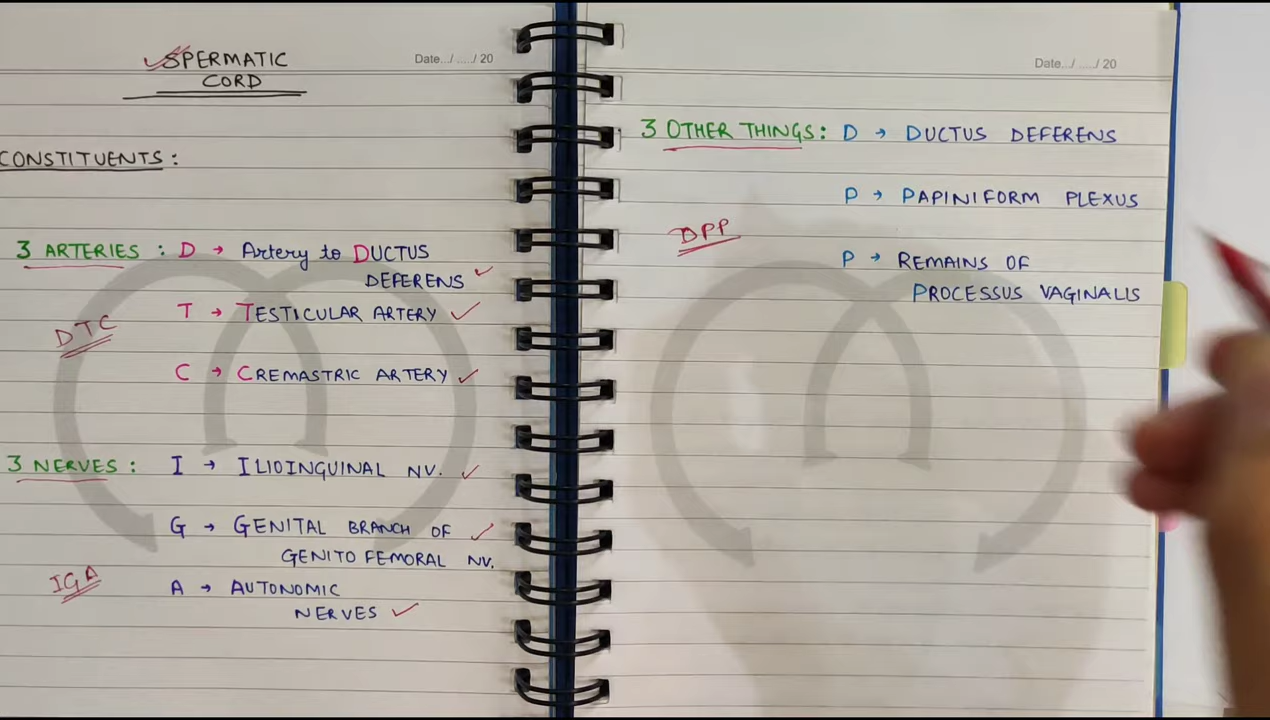 SPERMATIC
CORD
Date.../ ...../ 20
CONSTITUENTS :
3 ARTERIES : D → Artery to DUCTUS
DEFERENS
T → TESTICULAR ARTERY
DTC
C → CREMASTRIC ARTERY
3 NERVES : I → ILIOINGUINAL NV.
G → GENITAL BRANCH OF
GENITO FEMORAL NV.
IGA
A → AUTONOMIC
NERVES
Date.../ ...../ 20
3 OTHER THINGS : D → DUCTUS DEFERENS
P → PAPINIFORM PLEXUS
DPP
P → REMAINS OF
PROCESSUS VAGINALIS